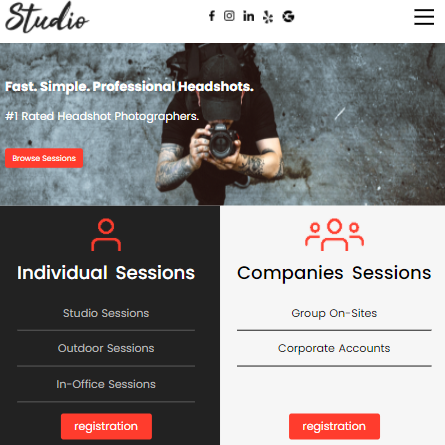 Studio
Fast. Simple. Professional Headshots.
#1 Rated Headshot Photographers.
Browse Sessions
Individual Sessions
Studio Sessions
Outdoor Sessions
In-Office Sessions
registration
Companies Sessions
Group On-Sites
Corporate Accounts
registration